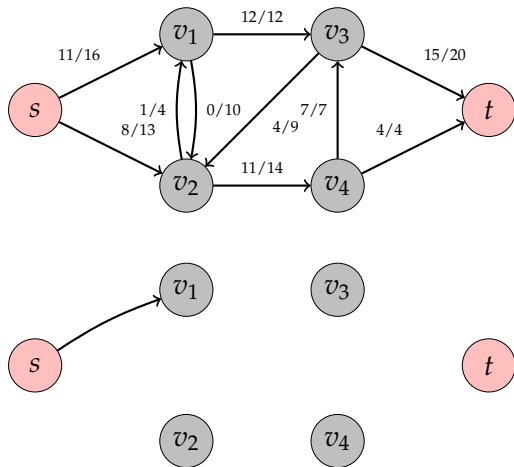 12/12
v1 v3
11/16 15/20
s 1/4 0/10 7/7 t
8/13 4/9 4/4
11/14
v2 v4
v1 v3
s t
v2 v4